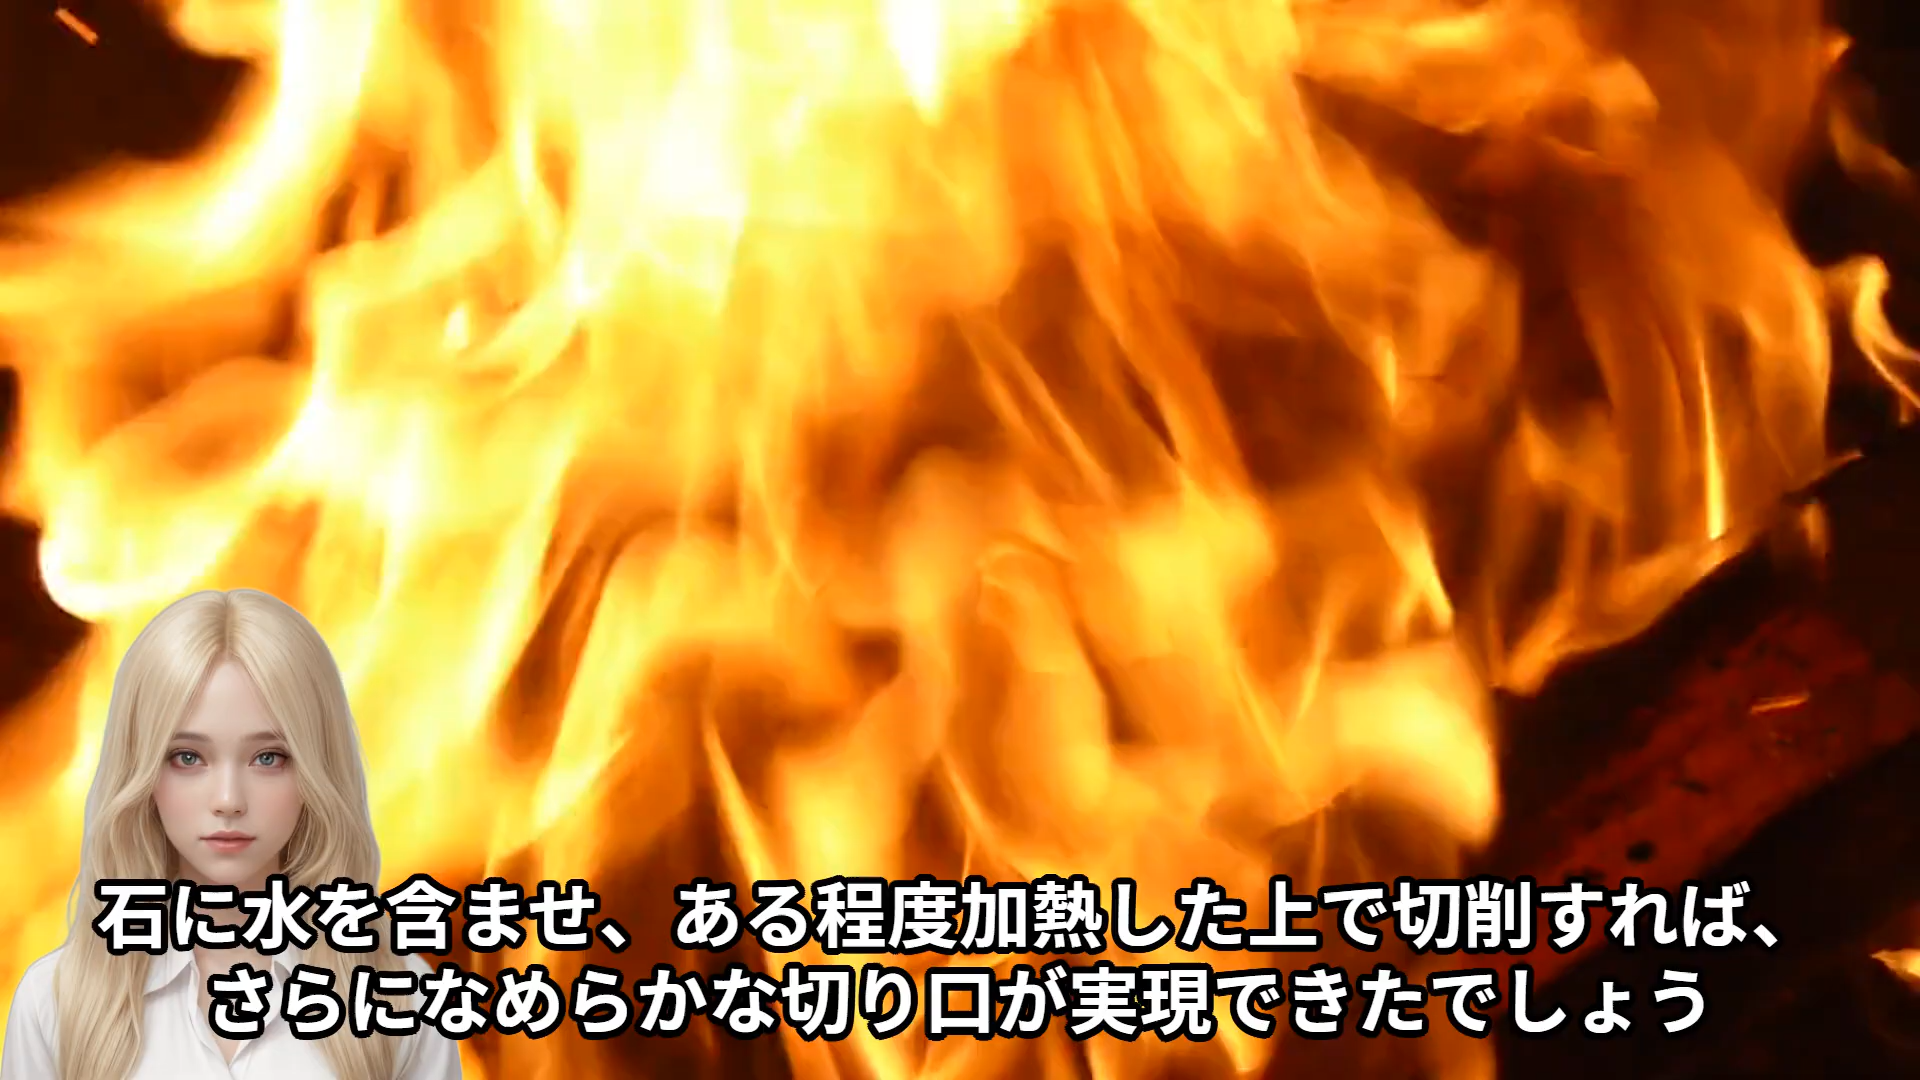 石に水を含ませ、ある程度加熱した上で切削すれば、
さらになめらかな切り口が実現できたでしょう